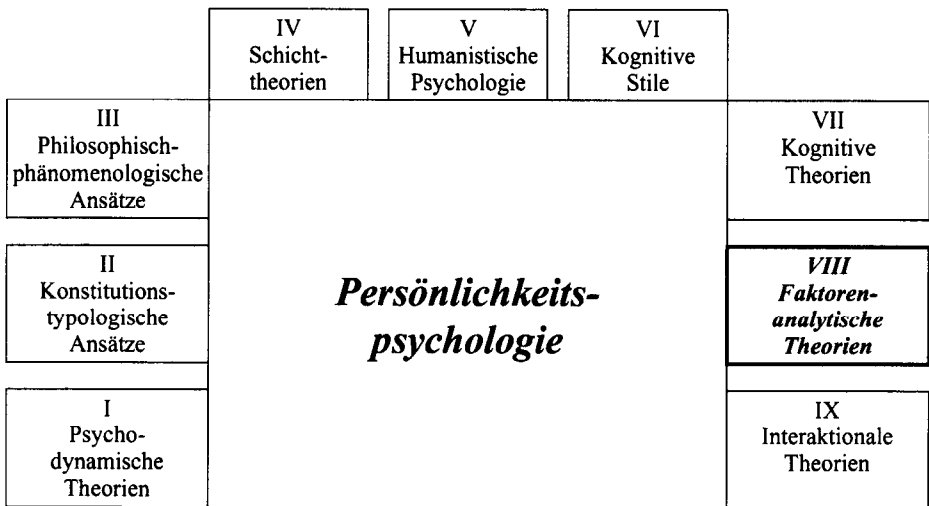 IV
Schicht-
theorien
V
Humanistische
Psychologie
VI
Kognitive
Stile
III
Philosophisch-
phänomenologische
Ansätze
VII
Kognitive
Theorien
II
Konstitutions-
typologische
Ansätze
Persönlichkeits-
psychologie
VIII
Faktoren-
analytische
Theorien
I
Psycho-
dynamische
Theorien
IX
Interaktionale
Theorien